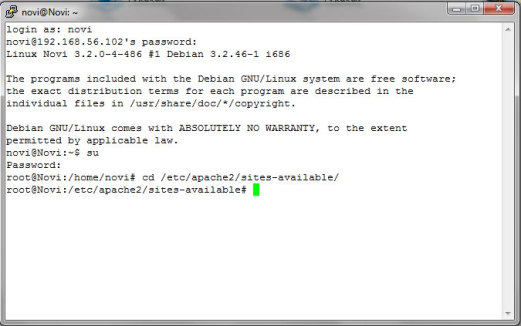 novi@Novi: ~
login as: novi
novi@192.168.56.102's password:
Linux Novi 3.2.0-4-486 #1 Debian 3.2.46-1 i686
The programs included with the Debian GNU/Linux system are free software;
the exact distribution terms for each program are described in the
individual files in /usr/share/doc/*/copyright.
Debian GNU/Linux comes with ABSOLUTELY NO WARRANTY, to the extent
permitted by applicable law.
novi@Novi:~$ su
Password:
root@Novi:/home/novi# cd /etc/apache2/sites-available/
root@Novi:/etc/apache2/sites-available#